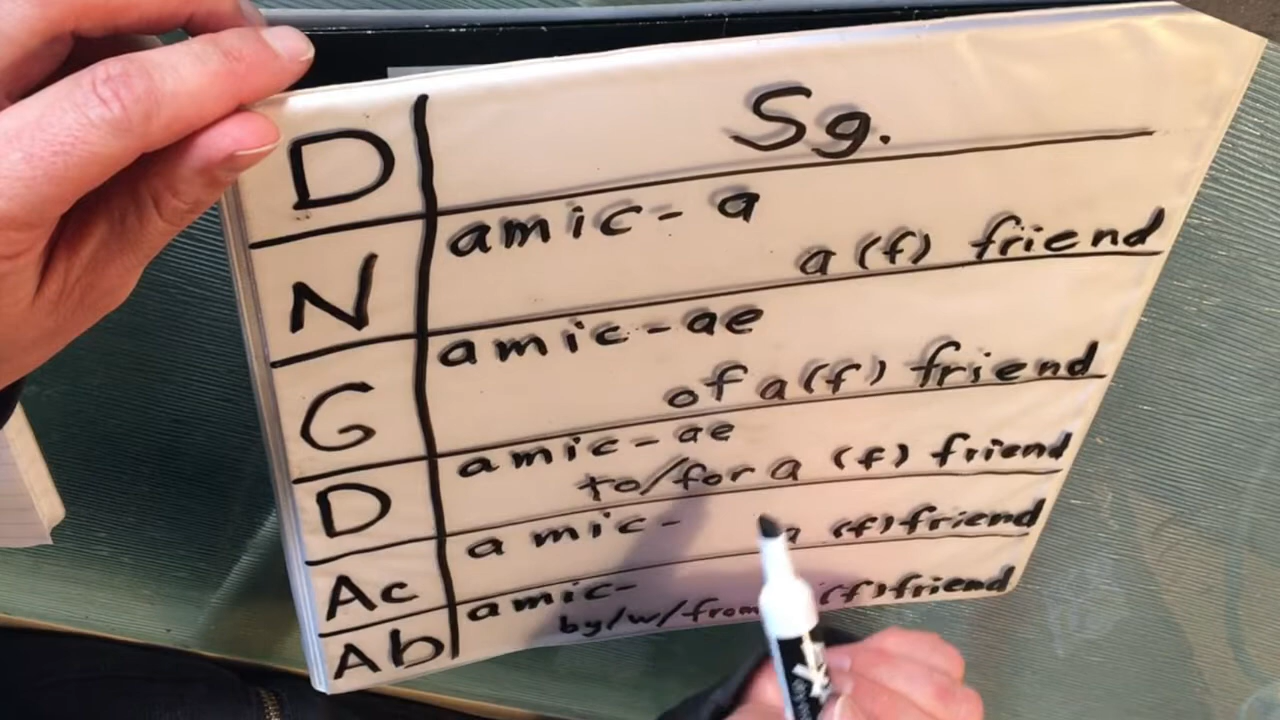 D Sg.
N amic-a
a (f) friend
G amic-ae
of a (f) friend
D amic-ae
to/for a (f) friend
Ac amic- a (f) friend
Ab amic-
by/w/from (f) friend